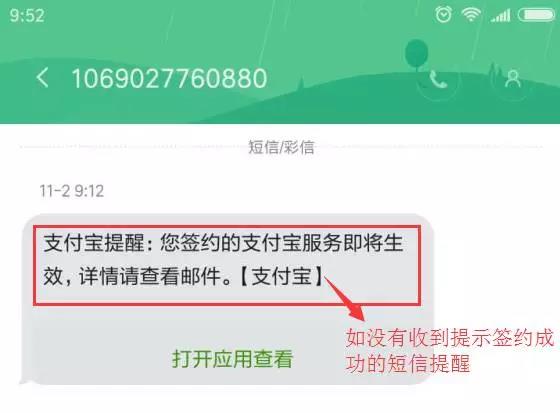 9:52
1069027760880
短信/彩信
11-2 9:12
支付宝提醒：您签约的支付宝服务即将生
效，详情请查看邮件。【支付宝】
如没有收到提示签约成
功的短信提醒
打开应用查看